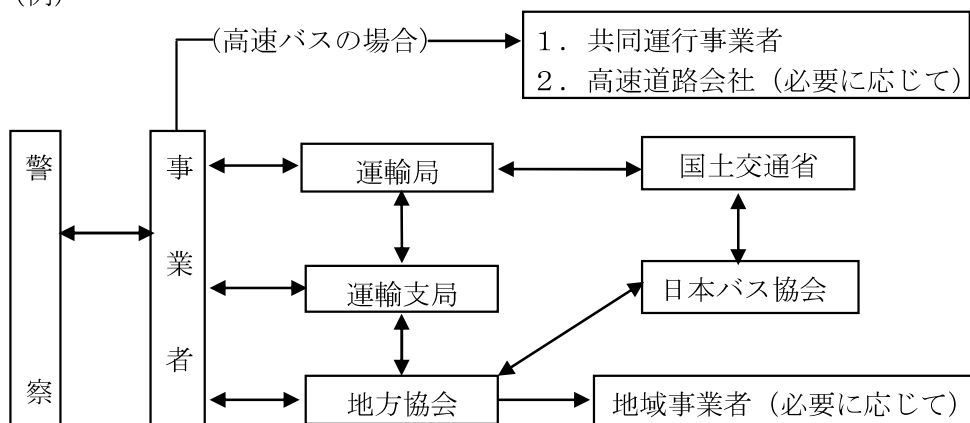 (例)
(高速バスの場合)
１．共同運行事業者
２．高速道路会社（必要に応じて）
警察
事業者
運輸局
国土交通省
運輸支局
日本バス協会
地方協会
地域事業者（必要に応じて）